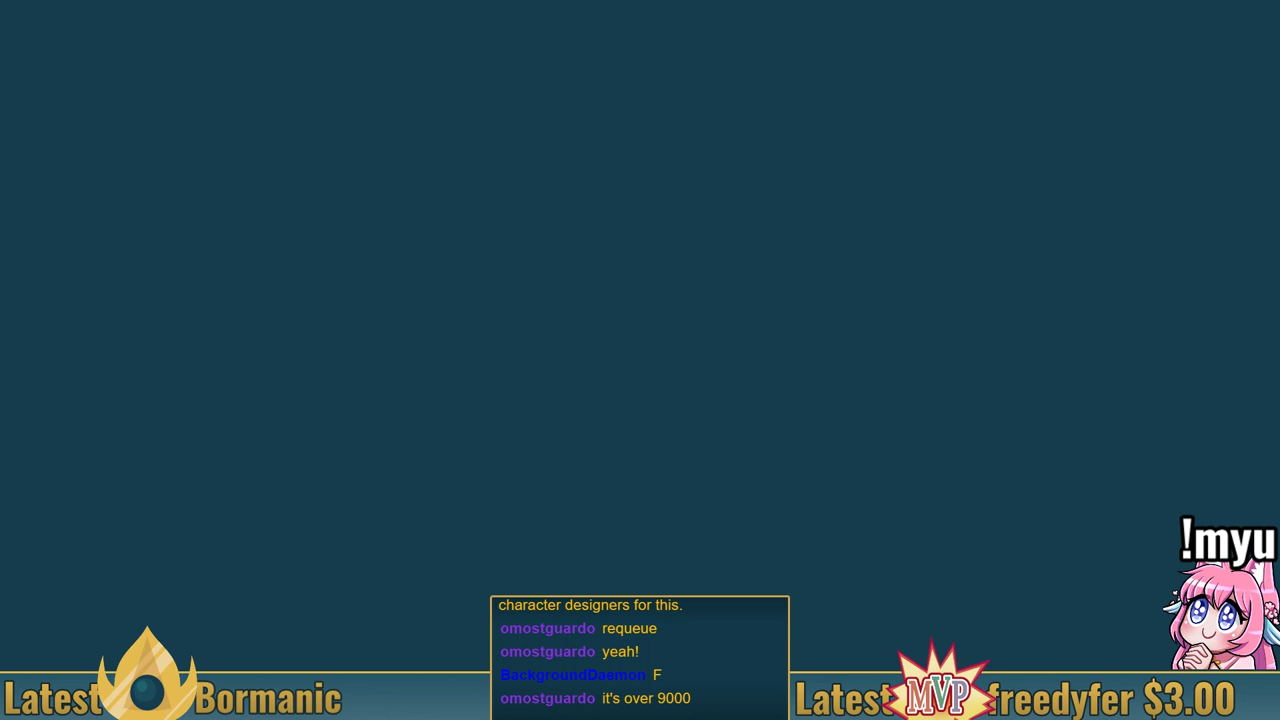 !myu
character designers for this.
omostguardo requeue
omostguardo yeah!
BackgroundDaemon F
omostguardo it's over 9000
Latest Bormanic
Latest MVP freedyfer $3.00